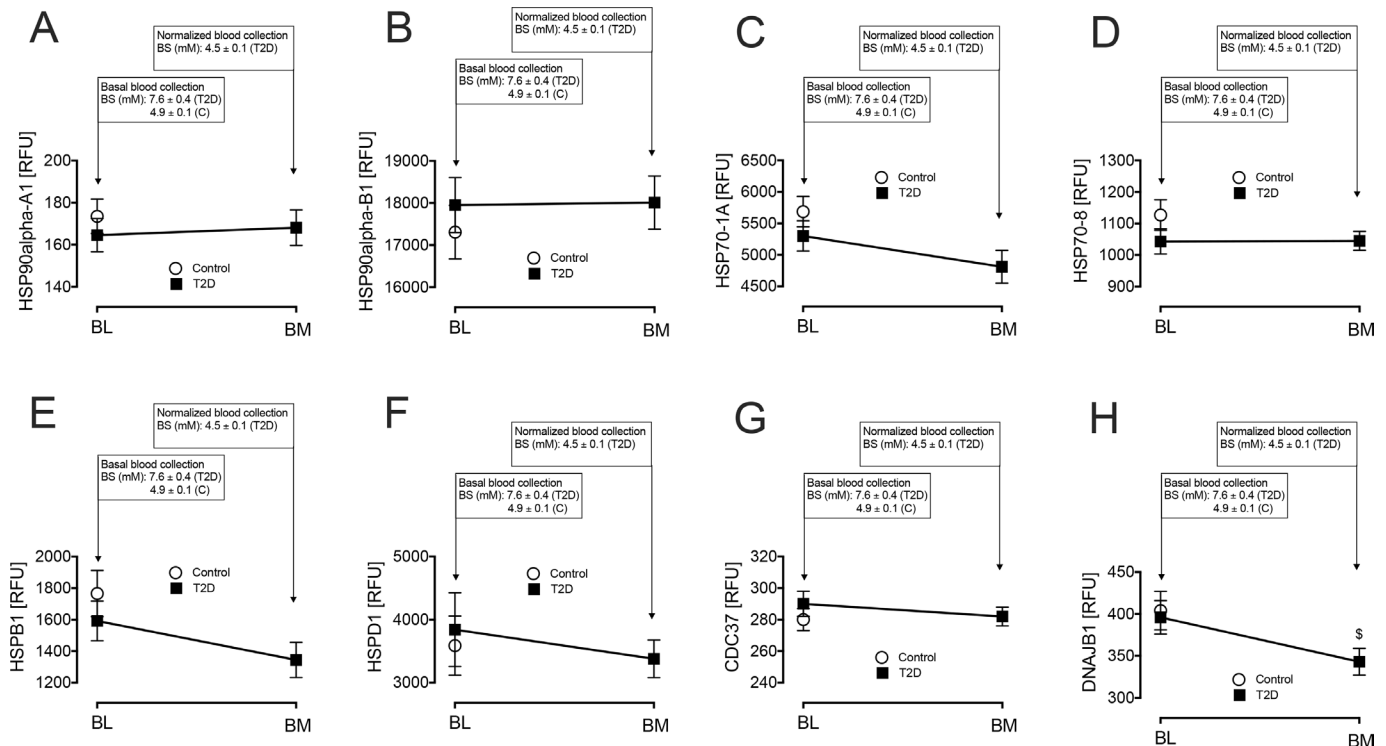 A
Normalized blood collection
BS (mM): 4.5 ± 0.1 (T2D)
Basal blood collection
BS (mM): 7.6 ± 0.4 (T2D)
4.9 ± 0.1 (C)
HSP90alpha-A1 [RFU]
200
180
160
140
Control
T2D
BL
BM
B
Normalized blood collection
BS (mM): 4.5 ± 0.1 (T2D)
Basal blood collection
BS (mM): 7.6 ± 0.4 (T2D)
4.9 ± 0.1 (C)
HSP90alpha-B1 [RFU]
19000
18000
17000
16000
Control
T2D
BL
BM
C
Normalized blood collection
BS (mM): 4.5 ± 0.1 (T2D)
Basal blood collection
BS (mM): 7.6 ± 0.4 (T2D)
4.9 ± 0.1 (C)
HSP70-1A [RFU]
6500
6000
5500
5000
4500
Control
T2D
BL
BM
D
Normalized blood collection
BS (mM): 4.5 ± 0.1 (T2D)
Basal blood collection
BS (mM): 7.6 ± 0.4 (T2D)
4.9 ± 0.1 (C)
HSP70-8 [RFU]
1300
1200
1100
1000
900
Control
T2D
BL
BM
E
Normalized blood collection
BS (mM): 4.5 ± 0.1 (T2D)
Basal blood collection
BS (mM): 7.6 ± 0.4 (T2D)
4.9 ± 0.1 (C)
HSPB1 [RFU]
2000
1800
1600
1400
1200
Control
T2D
BL
BM
F
Normalized blood collection
BS (mM): 4.5 ± 0.1 (T2D)
Basal blood collection
BS (mM): 7.6 ± 0.4 (T2D)
4.9 ± 0.1 (C)
HSPD1 [RFU]
5000
4000
3000
Control
T2D
BL
BM
G
Normalized blood collection
BS (mM): 4.5 ± 0.1 (T2D)
Basal blood collection
BS (mM): 7.6 ± 0.4 (T2D)
4.9 ± 0.1 (C)
CDC37 [RFU]
320
300
280
260
240
Control
T2D
BL
BM
H
Normalized blood collection
BS (mM): 4.5 ± 0.1 (T2D)
Basal blood collection
BS (mM): 7.6 ± 0.4 (T2D)
4.9 ± 0.1 (C)
DNAJB1 [RFU]
450
400
350
300
$
Control
T2D
BL
BM